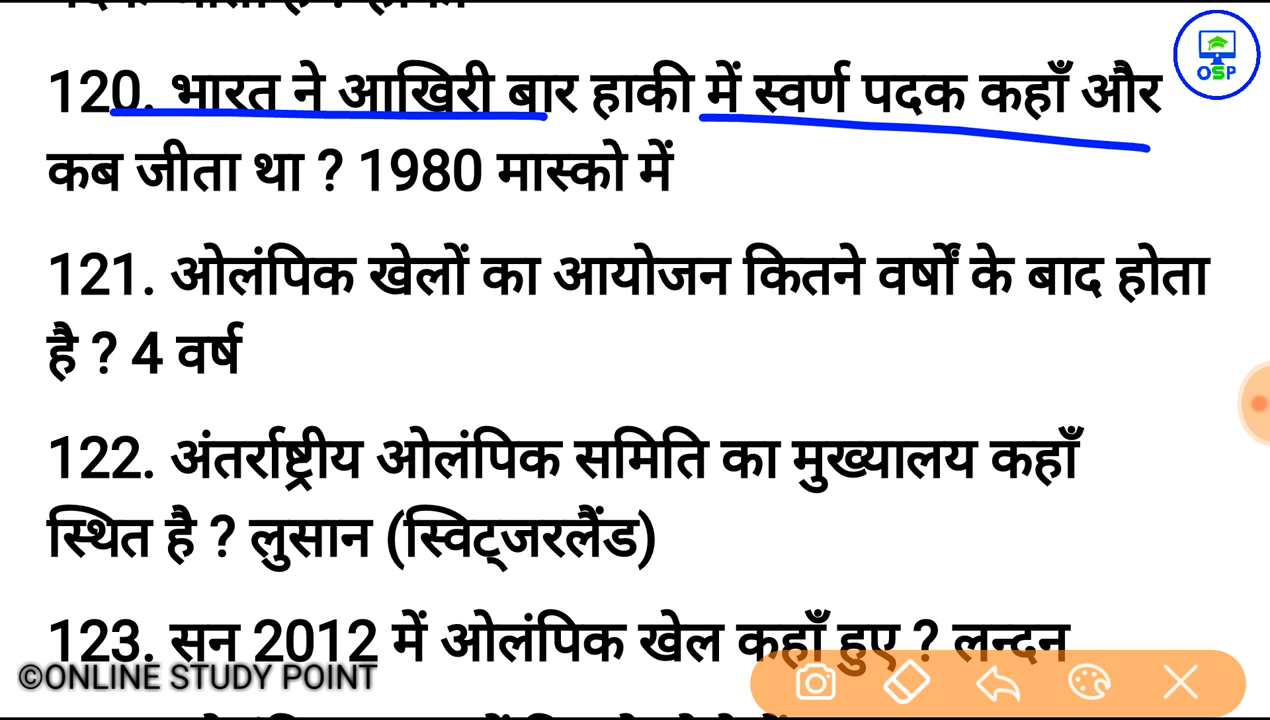 120. भारत ने आखिरी बार हाकी में स्वर्ण पदक कहाँ और
OSP
कब जीता था ? 1980 मास्को में
121. ओलंपिक खेलों का आयोजन कितने वर्षों के बाद होता
है ? 4 वर्ष
122. अंतर्राष्ट्रीय ओलंपिक समिति का मुख्यालय कहाँ
स्थित है ? लुसान (स्विट्जरलैंड)
123. सन 2012 में ओलंपिक खेल कहाँ हुए ? लन्दन
©ONLINE STUDY POINT